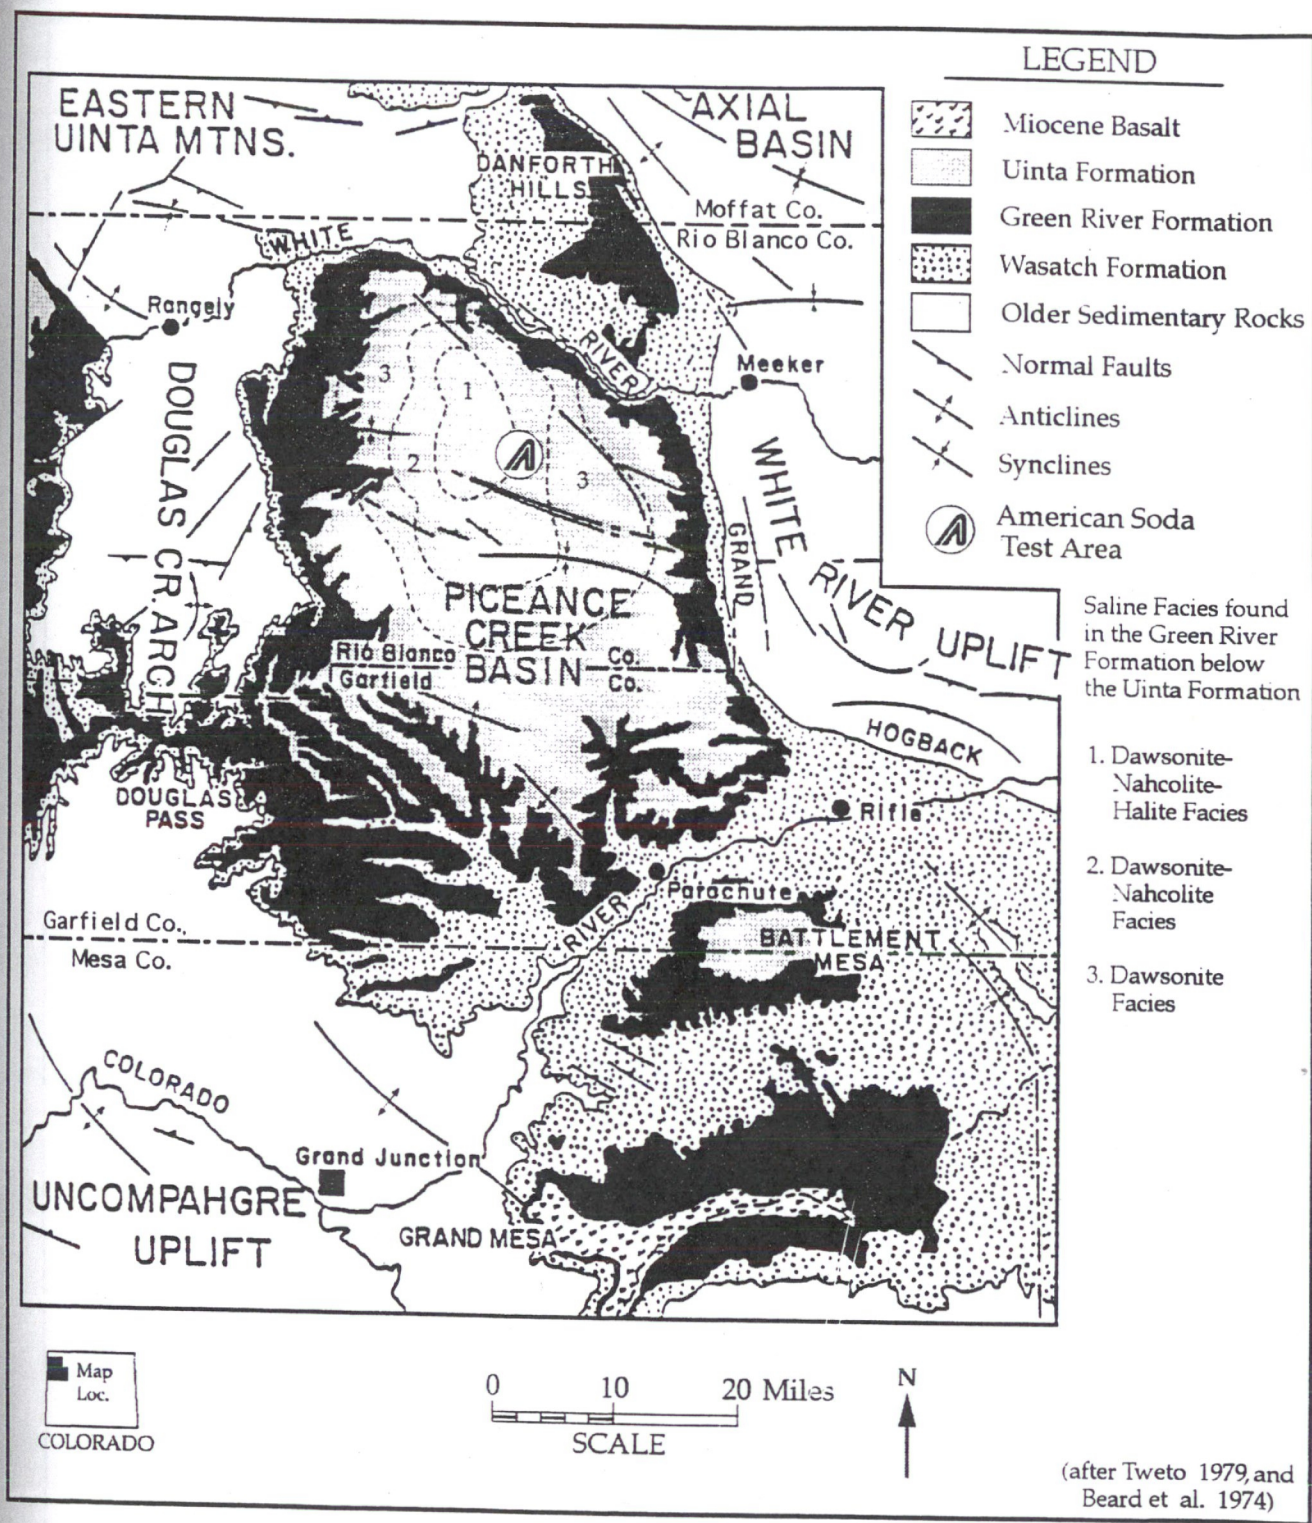 LEGEND
Miocene Basalt
Uinta Formation
Green River Formation
Wasatch Formation
Older Sedimentary Rocks
Normal Faults
Anticlines
Synclines
American Soda
Test Area
Saline Facies found
in the Green River
Formation below
the Uinta Formation
1. Dawsonite-
Nahcolite-
Halite Facies
2. Dawsonite-
Nahcolite
Facies
3. Dawsonite
Facies
EASTERN
UINTA MTNS.
AXIAL
BASIN
DANFORTH
HILLS
Moffat Co.
Rio Blanco Co.
WHITE
RIVER
Rangely
Meeker
3
1
2
3
DOUGLAS CR. ARCH
WHITE RIVER UPLIFT
GRAND
HOGBACK
PICEANCE
CREEK
BASIN
Rio Blanco Co.
Garfield Co.
DOUGLAS
PASS
Rifle
Parachute
RIVER
BATTLEMENT
MESA
Garfield Co.
Mesa Co.
COLORADO
Grand Junction
UNCOMPAHGRE
UPLIFT
GRAND MESA
Map
Loc.
COLORADO
0 10 20 Miles
SCALE
N
(after Tweto 1979, and
Beard et al. 1974)